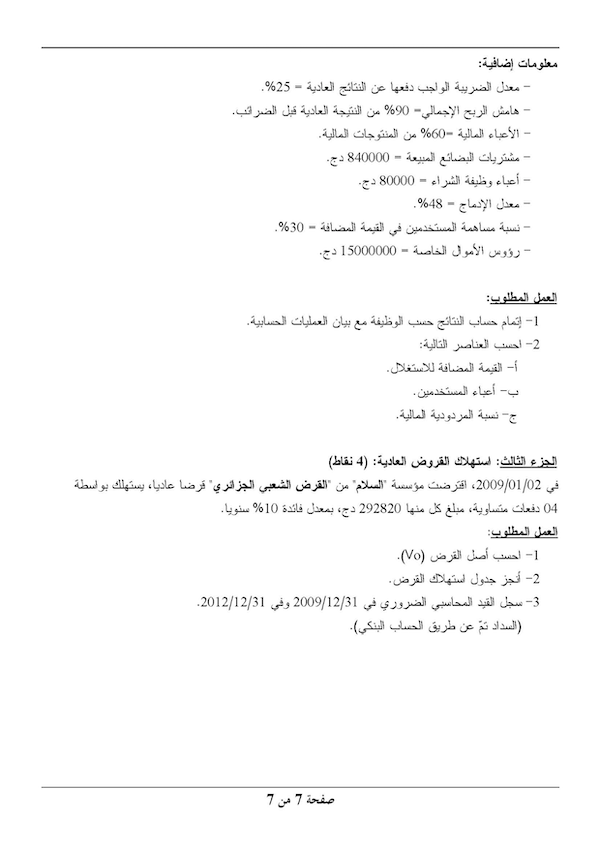 معلومات إضافية:
– معدل الضريبة الواجب دفعها عن النتائج العادية = 25%.
– هامش الربح الإجمالي= 90% من النتيجة العادية قبل الضرائب.
– الأعباء المالية =60% من المنتوجات المالية.
– مشتريات البضائع المبيعة = 840000 دج.
– أعباء وظيفة الشراء = 80000 دج.
– معدل الإدماج = 48%.
– نسبة مساهمة المستخدمين في القيمة المضافة = 30%.
– رؤوس الأموال الخاصة = 15000000 دج.
العمل المطلوب:
1– إتمام حساب النتائج حسب الوظيفة مع بيان العمليات الحسابية.
2– احسب العناصر التالية:
أ– القيمة المضافة للاستغلال.
ب– أعباء المستخدمين.
ج– نسبة المردودية المالية.
الجزء الثالث: استهلاك القروض العادية: (4 نقاط)
في 2009/01/02، اقترضت مؤسسة "السلام" من "القرض الشعبي الجزائري" قرضا عاديا، يستهلك بواسطة
04 دفعات متساوية، مبلغ كل منها 292820 دج، بمعدل فائدة 10% سنويا.
العمل المطلوب:
1– احسب أصل القرض (V0).
2– أنجز جدول استهلاك القرض.
3– سجل القيد المحاسبي الضروري في 2009/12/31 وفي 2012/12/31.
(السداد تمّ عن طريق الحساب البنكي).
صفحة 7 من 7